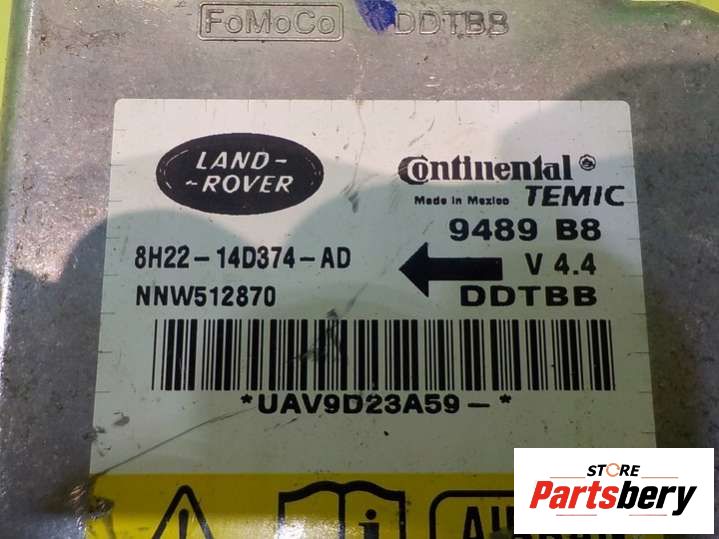 FoMoCo DDTBB
LAND-
-ROVER
Continental®
Made in Mexico TEMIC
9489 B8
8H22-14D374-AD
V 4.4
NNW512870
DDTBB
*UAV9D23A59-*
AIRBAG
STORE
Partsbery